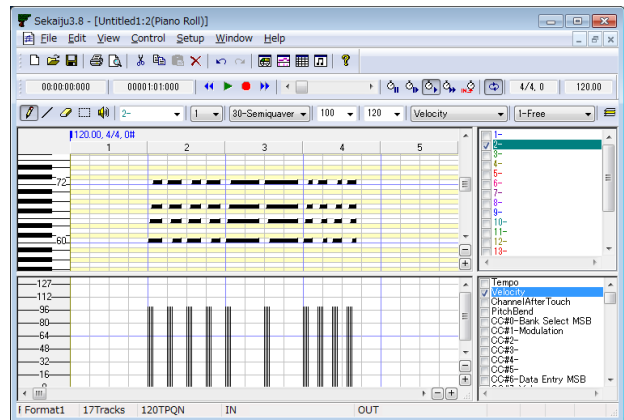 Sekaiju3.8 - [Untitled1:2(Piano Roll)]
File Edit View Control Setup Window Help
00:00:00:000 00001:01:000 4/4, 0 120.00
2- 1 30-Semiquaver 100 120 Velocity 1-Free
120.00, 4/4, 0#
1 2 3 4 5
72
60
1-
2-
3-
4-
5-
6-
7-
8-
9-
10-
11-
12-
13-
127
112
96
80
64
48
32
16
0
Tempo
Velocity
ChannelAfterTouch
PitchBend
CC#0-Bank Select MSB
CC#1-Modulation
CC#2-
CC#3-
CC#4-
CC#5-
CC#6-Data Entry MSB
Format1 17Tracks 120TPQN IN OUT